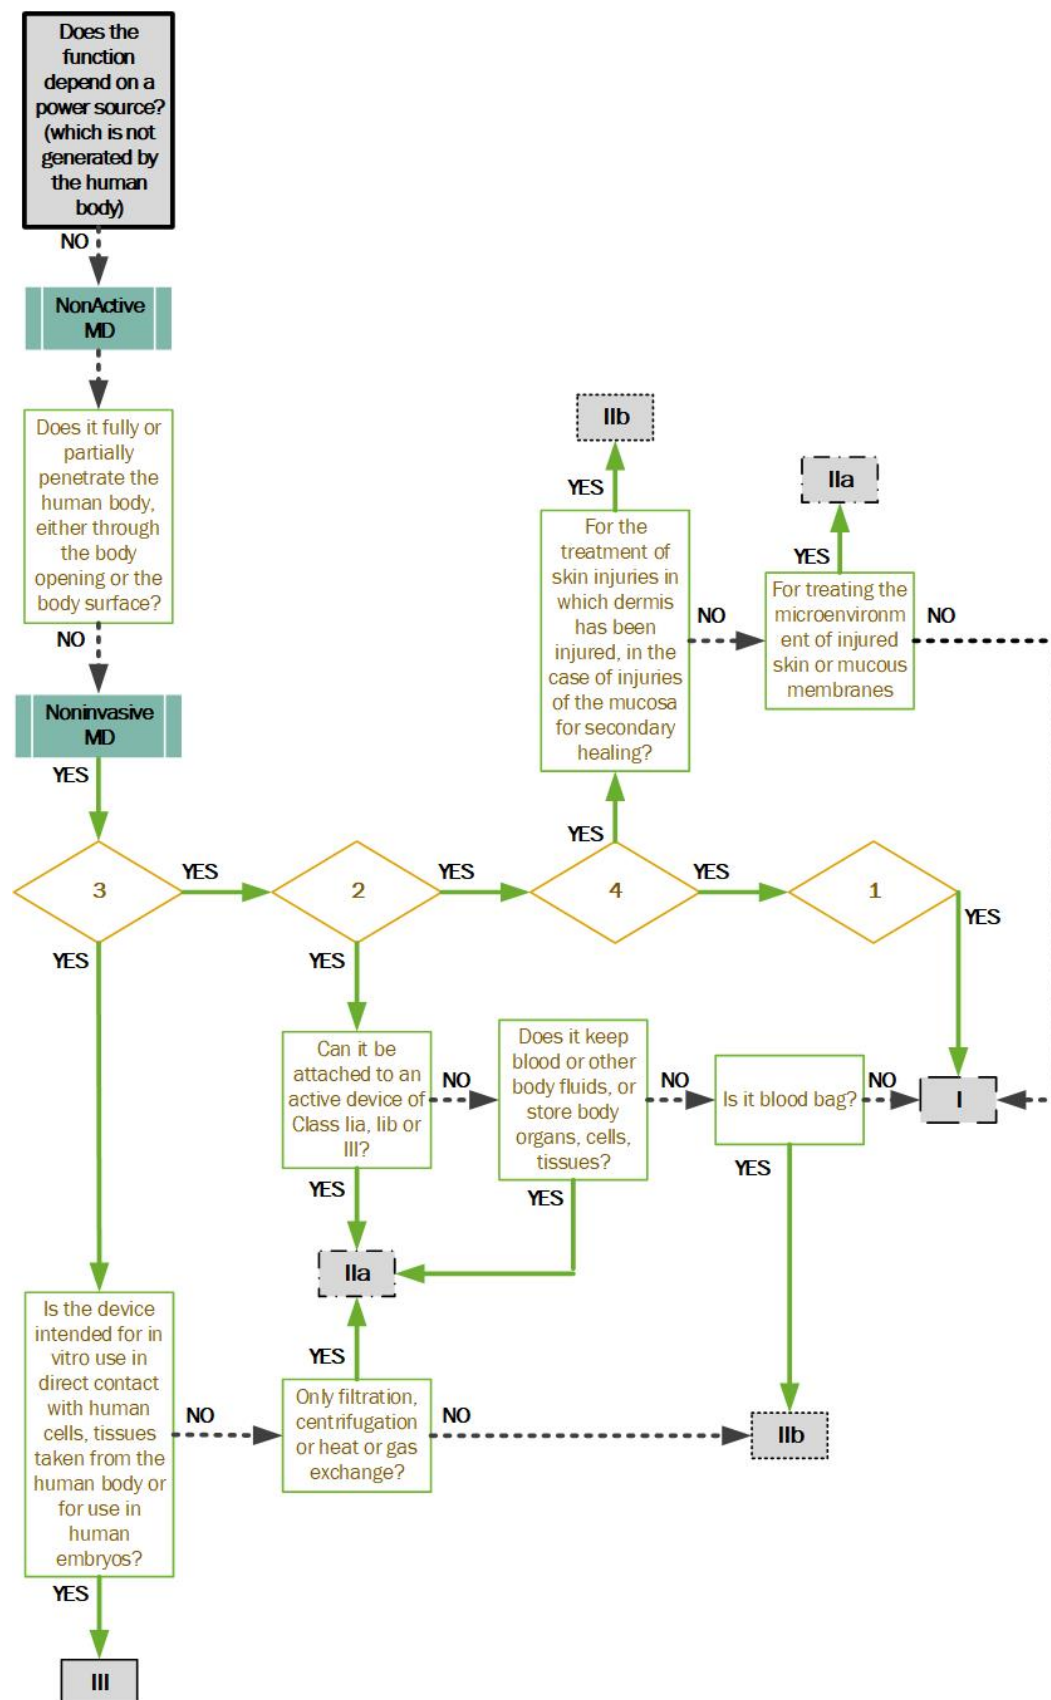 Does the
function
depend on a
power source?
(which is not
generated by
the human
body)
NO
NonActive
MD
Does it fully or
partially
penetrate the
human body,
either through
the body
opening or the
body surface?
NO
Noninvasive
MD
YES
IIb
YES
For the
treatment of
skin injuries in
which dermis
has been
injured, in the
case of injuries
of the mucosa
for secondary
healing?
NO
IIa
YES
For treating the
microenvironm
ent of injured
skin or mucous
membranes
NO
YES
3
YES
2
YES
4
YES
1
YES
YES
YES
Can it be
attached to an
active device of
Class Iia, Iib or
III?
NO
Does it keep
blood or other
body fluids, or
store body
organs, cells,
tissues?
NO
Is it blood bag?
NO
I
YES
YES
YES
IIa
Is the device
intended for in
vitro use in
direct contact
with human
cells, tissues
taken from the
human body or
for use in
human
embryos?
NO
YES
Only filtration,
centrifugation
or heat or gas
exchange?
NO
IIb
YES
III